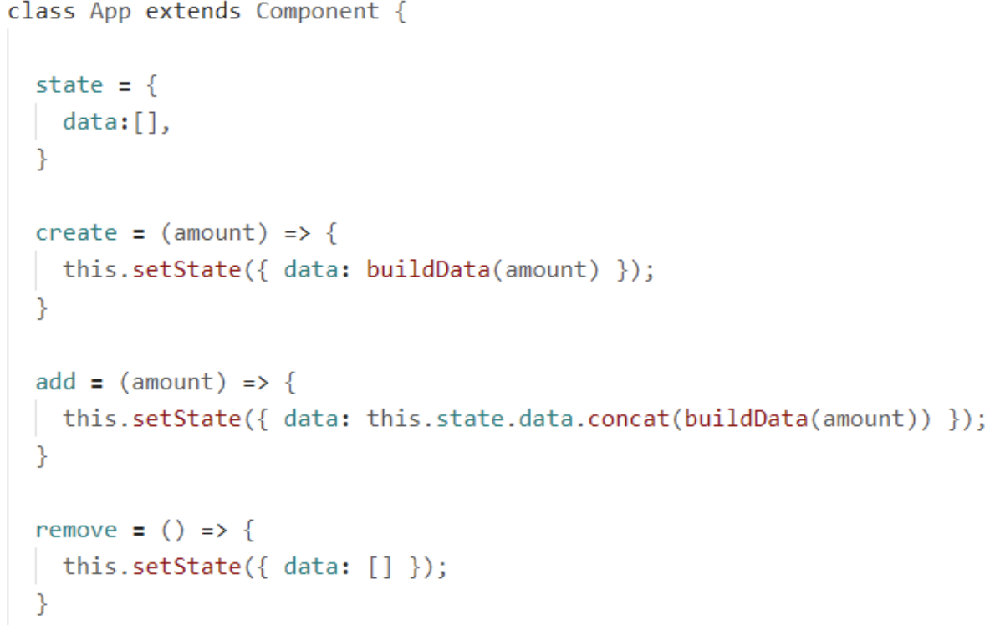 class App extends Component {
state = {
data:[],
}
create = (amount) => {
this.setState({ data: buildData(amount) });
}
add = (amount) => {
this.setState({ data: this.state.data.concat(buildData(amount)) });
}
remove = () => {
this.setState({ data: [] });
}